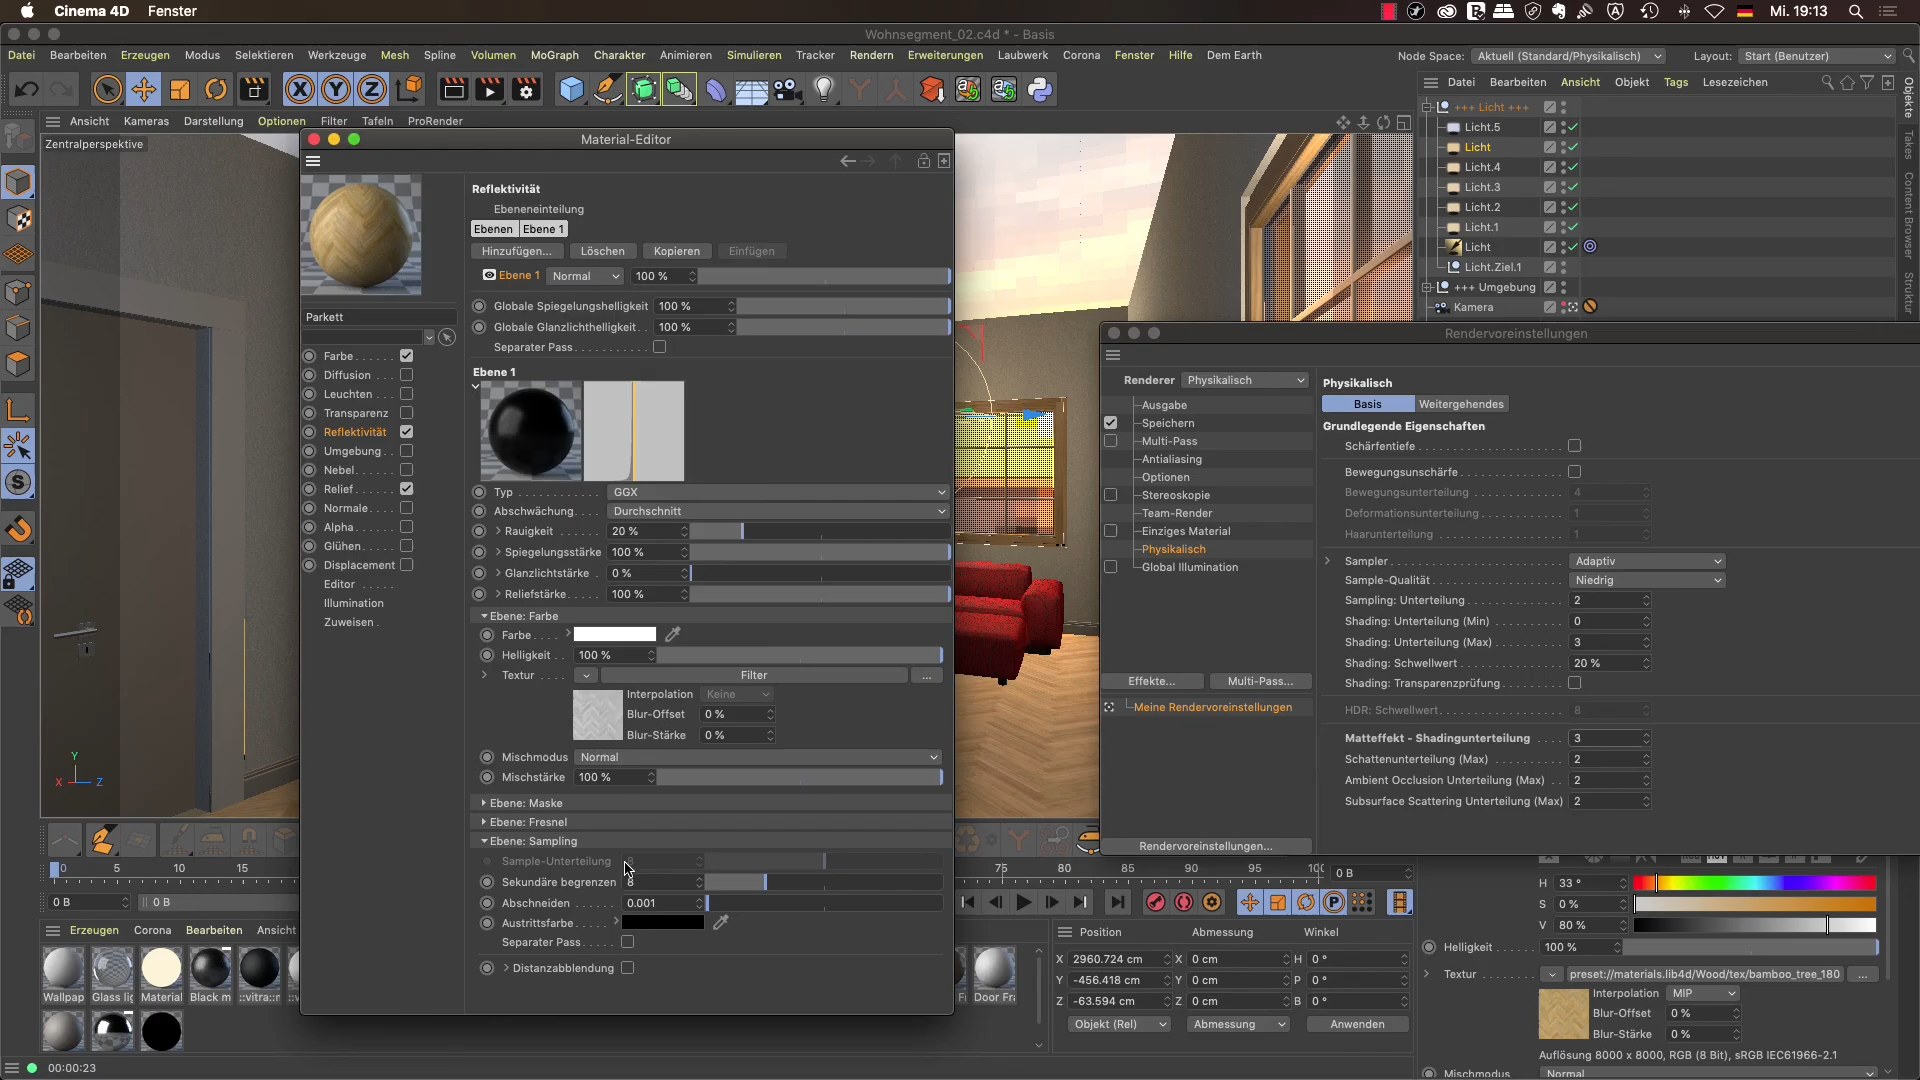 Cinema 4D Fenster
Mi. 19:13
Wohnsegment_02.c4d * - Basis
Datei Bearbeiten Erzeugen Modus Selektieren Werkzeuge Mesh Spline Volumen MoGraph Charakter Animieren Simulieren Tracker Rendern Erweiterungen Laubwerk Corona Fenster Hilfe Dem Earth
Node Space: Aktuell (Standard/Physikalisch) Layout: Start (Benutzer)
Datei Bearbeiten Ansicht Objekt Tags Lesezeichen
Ansicht Kameras Darstellung Optionen Filter Tafeln ProRender
Zentralperspektive
+++ Licht +++
Licht.5
Licht
Licht.4
Licht.3
Licht.2
Licht.1
Licht
Licht.Ziel.1
+++ Umgebung
Kamera
Objekte
Takes
Content Browser
Struktur
Material-Editor
Parkett
Farbe
Diffusion
Leuchten
Transparenz
Reflektivität
Umgebung
Nebel
Relief
Normale
Alpha
Glühen
Displacement
Editor
Illumination
Zuweisen
Reflektivität
Ebeneneinteilung
Ebenen Ebene 1
Hinzufügen... Löschen Kopieren Einfügen
Ebene 1 Normal 100 %
Globale Spiegelungshelligkeit 100 %
Globale Glanzlichthelligkeit 100 %
Separater Pass
Ebene 1
Typ GGX
Abschwächung Durchschnitt
Rauigkeit 20 %
Spiegelungsstärke 100 %
Glanzlichtstärke 0 %
Reliefstärke 100 %
Ebene: Farbe
Farbe
Helligkeit 100 %
Textur Filter ...
Interpolation Keine
Blur-Offset 0 %
Blur-Stärke 0 %
Mischmodus Normal
Mischstärke 100 %
Ebene: Maske
Ebene: Fresnel
Ebene: Sampling
Sample-Unterteilung
Sekundäre begrenzen 8
Abschneiden 0.001
Austrittsfarbe
Separater Pass
Distanzabblendung
Rendervoreinstellungen
Renderer Physikalisch
Ausgabe
Speichern
Multi-Pass
Antialiasing
Optionen
Stereoskopie
Team-Render
Einziges Material
Physikalisch
Global Illumination
Effekte... Multi-Pass...
Meine Rendervoreinstellungen
Rendervoreinstellungen...
Physikalisch
Basis Weitergehendes
Grundlegende Eigenschaften
Schärfentiefe
Bewegungsunschärfe
Bewegungsunterteilung 4
Deformationsunterteilung 1
Haarunterteilung 1
Sampler Adaptiv
Sample-Qualität Niedrig
Sampling: Unterteilung 2
Shading: Unterteilung (Min) 0
Shading: Unterteilung (Max) 3
Shading: Schwellwert 20 %
Shading: Transparenzprüfung
HDR: Schwellwert 8
Matteffekt - Shadingunterteilung 3
Schattenunterteilung (Max) 2
Ambient Occlusion Unterteilung (Max) 2
Subsurface Scattering Unterteilung (Max) 2
0 5 10 15
75 80 85 90 95 100
0 B
0 B 0 B
Erzeugen Corona Bearbeiten Ansicht
Wallpap Glass lig Material Black m ::vitra:: Door Fra
Position Abmessung Winkel
X 2960.724 cm X 0 cm H 0 °
Y -456.418 cm Y 0 cm P 0 °
Z -63.594 cm Z 0 cm B 0 °
Objekt (Rel) Abmessung Anwenden
H 33 °
S 0 %
V 80 %
Helligkeit 100 %
Textur preset://materials.lib4d/Wood/tex/bamboo_tree_180 ...
Interpolation MIP
Blur-Offset 0 %
Blur-Stärke 0 %
Auflösung 8000 x 8000, RGB (8 Bit), sRGB IEC61966-2.1
Mischmodus Normal
00:00:23